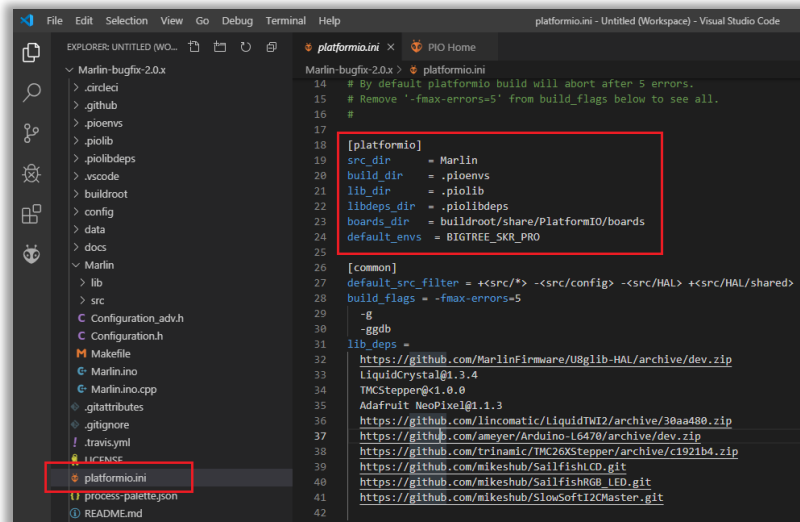 File Edit Selection View Go Debug Terminal Help platformio.ini - Untitled (Workspace) - Visual Studio Code
EXPLORER: UNTITLED (WO...
Marlin-bugfix-2.0.x
.circleci
.github
.pioenvs
.piolib
.piolibdeps
.vscode
buildroot
config
data
docs
Marlin
lib
src
C Configuration_adv.h
C Configuration.h
M Makefile
G Marlin.ino
G Marlin.ino.cpp
.gitattributes
.gitignore
! .travis.yml
LICENSE
platformio.ini
{} process-palette.json
README.md
platformio.ini × PIO Home
Marlin-bugfix-2.0.x > platformio.ini
14 # By default platformio build will abort after 5 errors.
15 # Remove '-fmax-errors=5' from build_flags below to see all.
16 #
17
18 [platformio]
19 src_dir = Marlin
20 build_dir = .pioenvs
21 lib_dir = .piolib
22 libdeps_dir = .piolibdeps
23 boards_dir = buildroot/share/PlatformIO/boards
24 default_envs = BIGTREE_SKR_PRO
25
26 [common]
27 default_src_filter = +<src/*> -<src/config> -<src/HAL> +<src/HAL/shared>
28 build_flags = -fmax-errors=5
29 -g
30 -ggdb
31 lib_deps =
32 https://github.com/MarlinFirmware/U8glib-HAL/archive/dev.zip
33 LiquidCrystal@1.3.4
34 TMCStepper@<1.0.0
35 Adafruit NeoPixel@1.1.3
36 https://github.com/lincomatic/LiquidTWI2/archive/30aa480.zip
37 https://github.com/ameyer/Arduino-L6470/archive/dev.zip
38 https://github.com/trinamic/TMC26XStepper/archive/c1921b4.zip
39 https://github.com/mikeshub/SailfishLCD.git
40 https://github.com/mikeshub/SailfishRGB_LED.git
41 https://github.com/mikeshub/SlowSoftI2CMaster.git
42